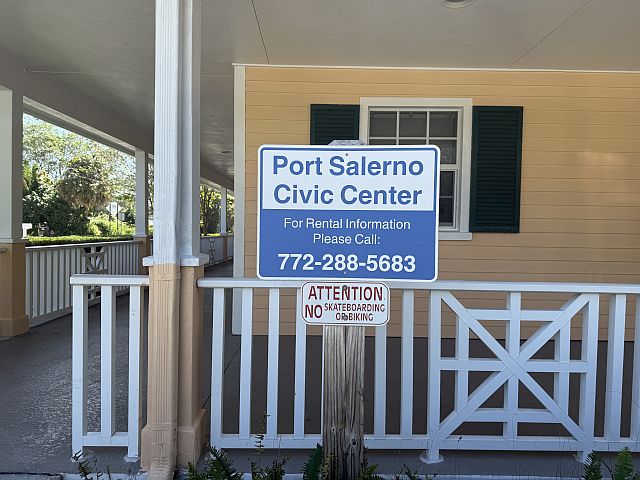 Port Salerno
Civic Center
For Rental Information
Please Call:
772-288-5683
ATTENTION
NO SKATEBOARDING
OR BIKING